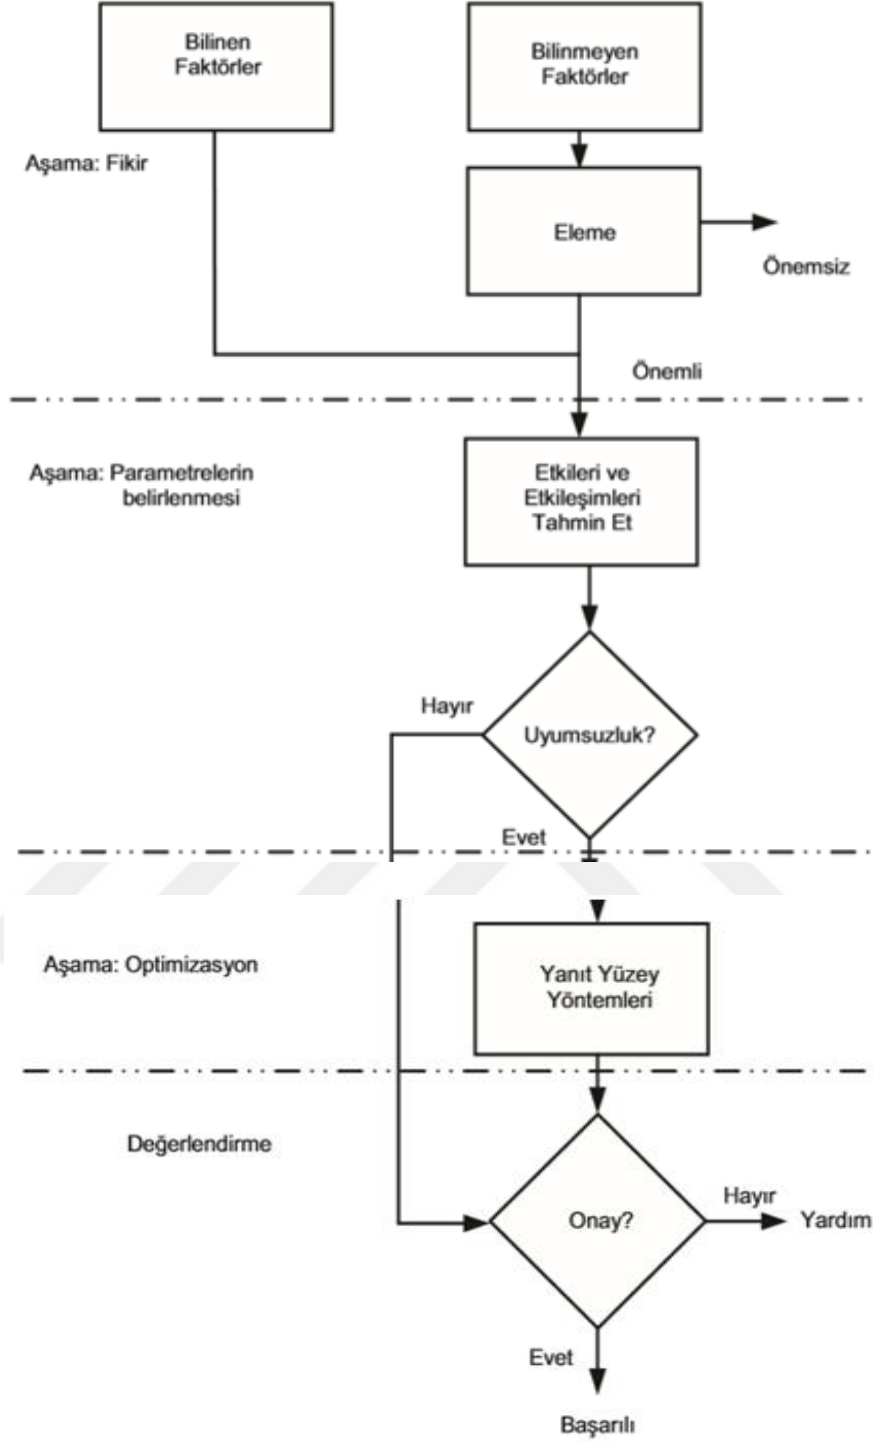 Bilinen
Faktörler
Bilinmeyen
Faktörler
Aşama: Fikir
Eleme
Önemsiz
Önemli
Aşama: Parametrelerin
belirlenmesi
Etkileri ve
Etkileşimleri
Tahmin Et
Hayır
Uyumsuzluk?
Evet
Aşama: Optimizasyon
Yanıt Yüzey
Yöntemleri
Değerlendirme
Onay?
Hayır
Yardım
Evet
Başarılı